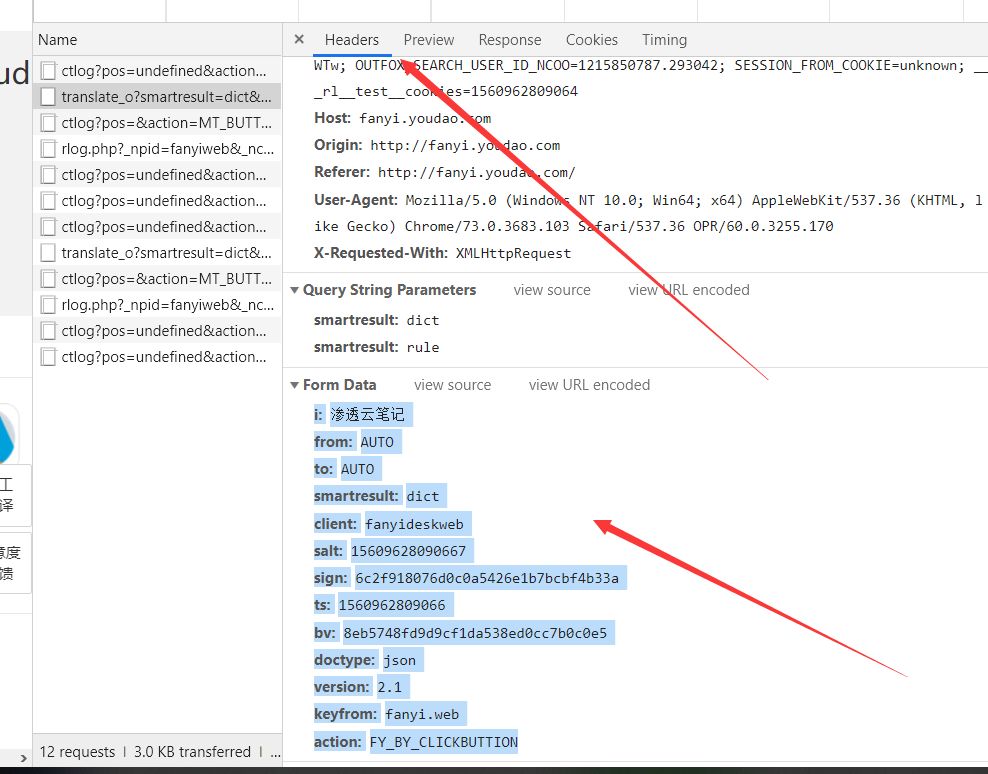 ud
工
译
意度
馈
Name
ctlog?pos=undefined&action...
translate_o?smartresult=dict&...
ctlog?pos=&action=MT_BUTT...
rlog.php?_npid=fanyiweb&_nc...
ctlog?pos=undefined&action...
ctlog?pos=undefined&action...
ctlog?pos=undefined&action...
translate_o?smartresult=dict&...
ctlog?pos=&action=MT_BUTT...
rlog.php?_npid=fanyiweb&_nc...
ctlog?pos=undefined&action...
ctlog?pos=undefined&action...
12 requests | 3.0 KB transferred | ...
× Headers Preview Response Cookies Timing
WTw; OUTFOX_SEARCH_USER_ID_NCOO=1215850787.293042; SESSION_FROM_COOKIE=unknown; __
_rl__test__cookies=1560962809064
Host: fanyi.youdao.com
Origin: http://fanyi.youdao.com
Referer: http://fanyi.youdao.com/
User-Agent: Mozilla/5.0 (Windows NT 10.0; Win64; x64) AppleWebKit/537.36 (KHTML, l
ike Gecko) Chrome/73.0.3683.103 Safari/537.36 OPR/60.0.3255.170
X-Requested-With: XMLHttpRequest
Query String Parameters view source view URL encoded
smartresult: dict
smartresult: rule
Form Data view source view URL encoded
i: 渗透云笔记
from: AUTO
to: AUTO
smartresult: dict
client: fanyideskweb
salt: 15609628090667
sign: 6c2f918076d0c0a5426e1b7bcbf4b33a
ts: 1560962809066
bv: 8eb5748fd9d9cf1da538ed0cc7b0c0e5
doctype: json
version: 2.1
keyfrom: fanyi.web
action: FY_BY_CLICKBUTTION